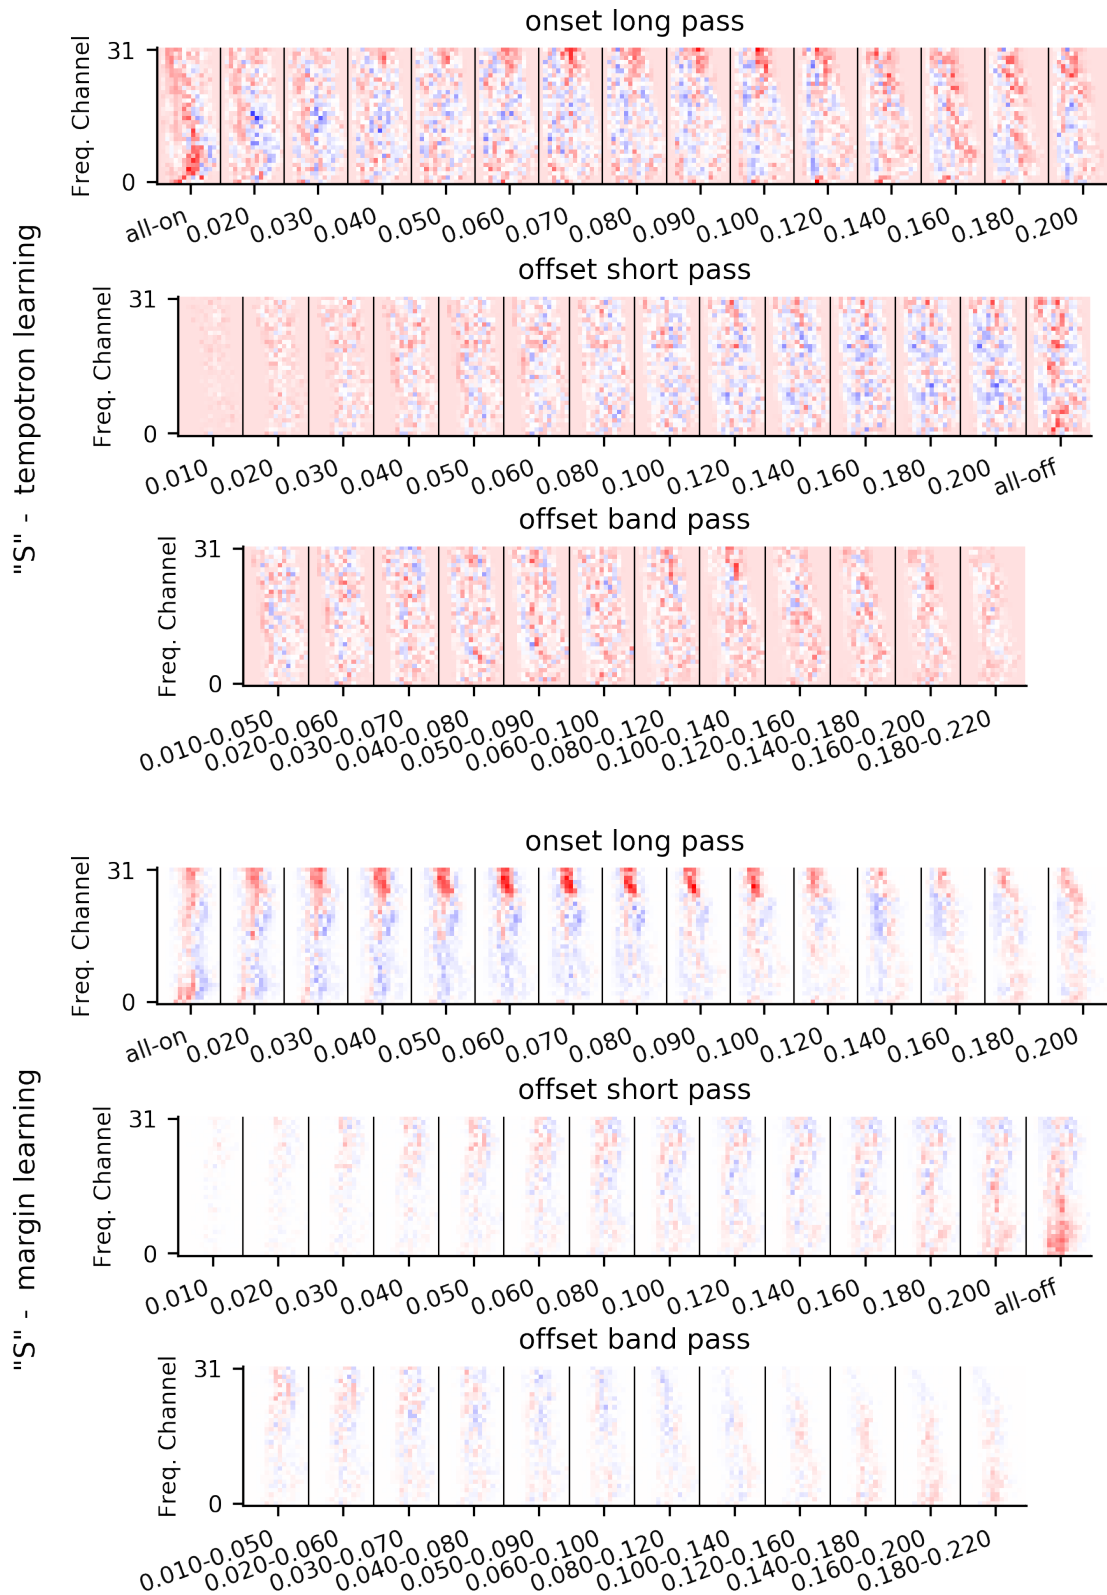 "S" - tempotron learning
onset long pass
Freq. Channel
31
0
all-on 0.020 0.030 0.040 0.050 0.060 0.070 0.080 0.090 0.100 0.120 0.140 0.160 0.180 0.200
offset short pass
Freq. Channel
31
0
0.010 0.020 0.030 0.040 0.050 0.060 0.080 0.100 0.120 0.140 0.160 0.180 0.200 all-off
offset band pass
Freq. Channel
31
0
0.010-0.050 0.020-0.060 0.030-0.070 0.040-0.080 0.050-0.090 0.060-0.100 0.080-0.120 0.100-0.140 0.120-0.160 0.140-0.180 0.160-0.200 0.180-0.220
"S" - margin learning
onset long pass
Freq. Channel
31
0
all-on 0.020 0.030 0.040 0.050 0.060 0.070 0.080 0.090 0.100 0.120 0.140 0.160 0.180 0.200
offset short pass
Freq. Channel
31
0
0.010 0.020 0.030 0.040 0.050 0.060 0.080 0.100 0.120 0.140 0.160 0.180 0.200 all-off
offset band pass
Freq. Channel
31
0
0.010-0.050 0.020-0.060 0.030-0.070 0.040-0.080 0.050-0.090 0.060-0.100 0.080-0.120 0.100-0.140 0.120-0.160 0.140-0.180 0.160-0.200 0.180-0.220